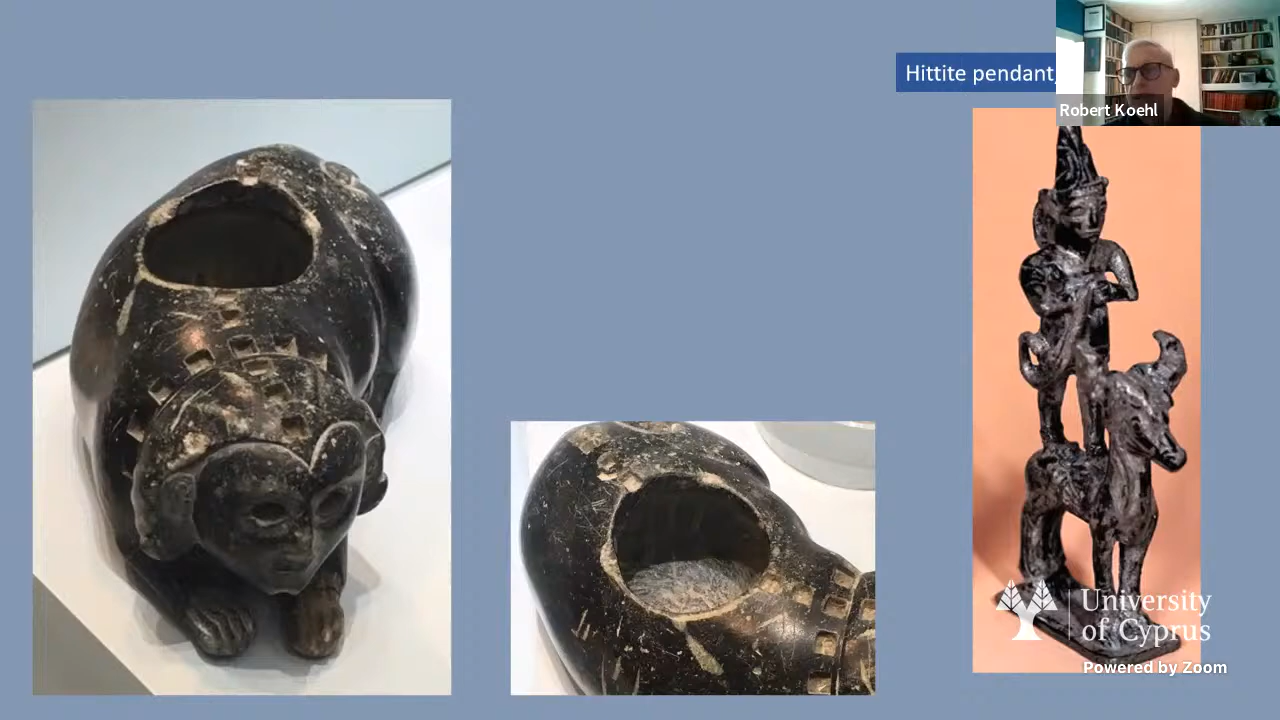 Hittite pendant,
Robert Koehl
University
of Cyprus
Powered by Zoom